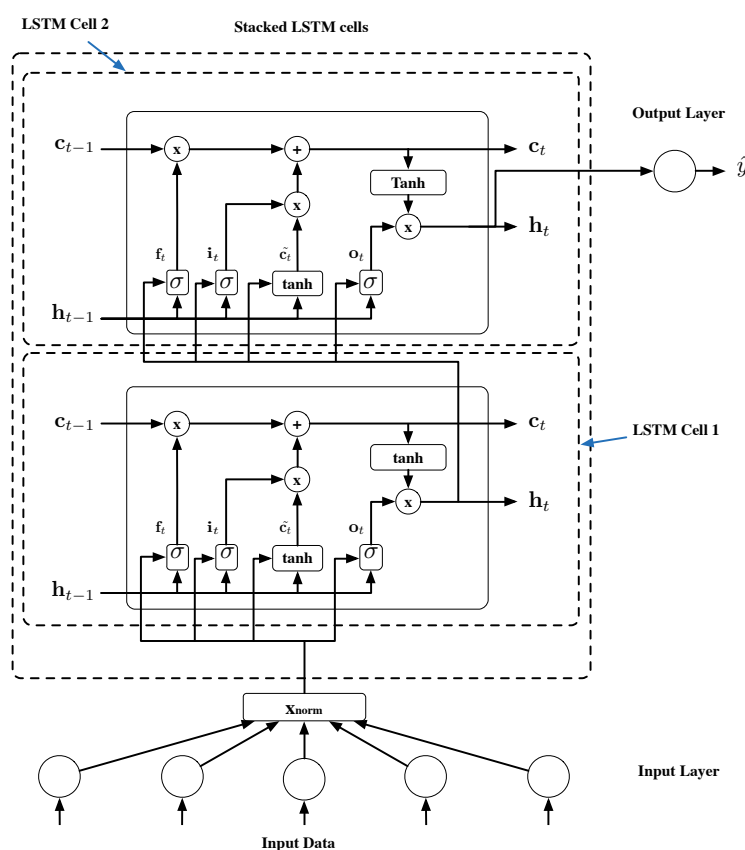 LSTM Cell 2
Stacked LSTM cells
Output Layer
c_{t−1}
x
+
c_t
Tanh
ŷ
x
x
h_t
f_t
i_t
c̃_t
o_t
σ
σ
tanh
σ
h_{t−1}
c_{t−1}
x
+
c_t
LSTM Cell 1
tanh
x
x
h_t
f_t
i_t
c̃_t
o_t
σ
σ
tanh
σ
h_{t−1}
x_norm
Input Layer
Input Data